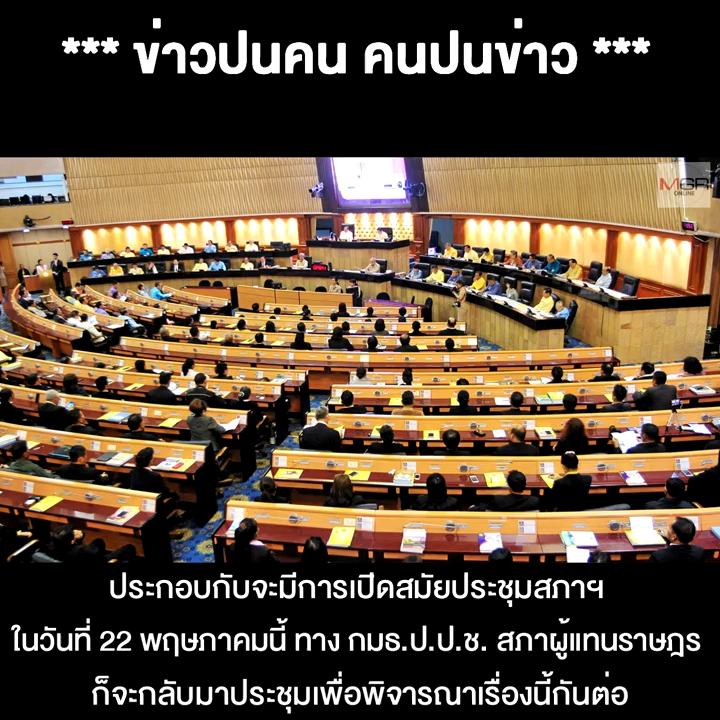 *** ข่าวปนคน คนปนข่าว ***
MGR
ONLINE
ประกอบกับจะมีการเปิดสมัยประชุมสภาฯ
ในวันที่ 22 พฤษภาคมนี้ ทาง กมธ.ป.ป.ช. สภาผู้แทนราษฎร
ก็จะกลับมาประชุมเพื่อพิจารณาเรื่องนี้กันต่อ